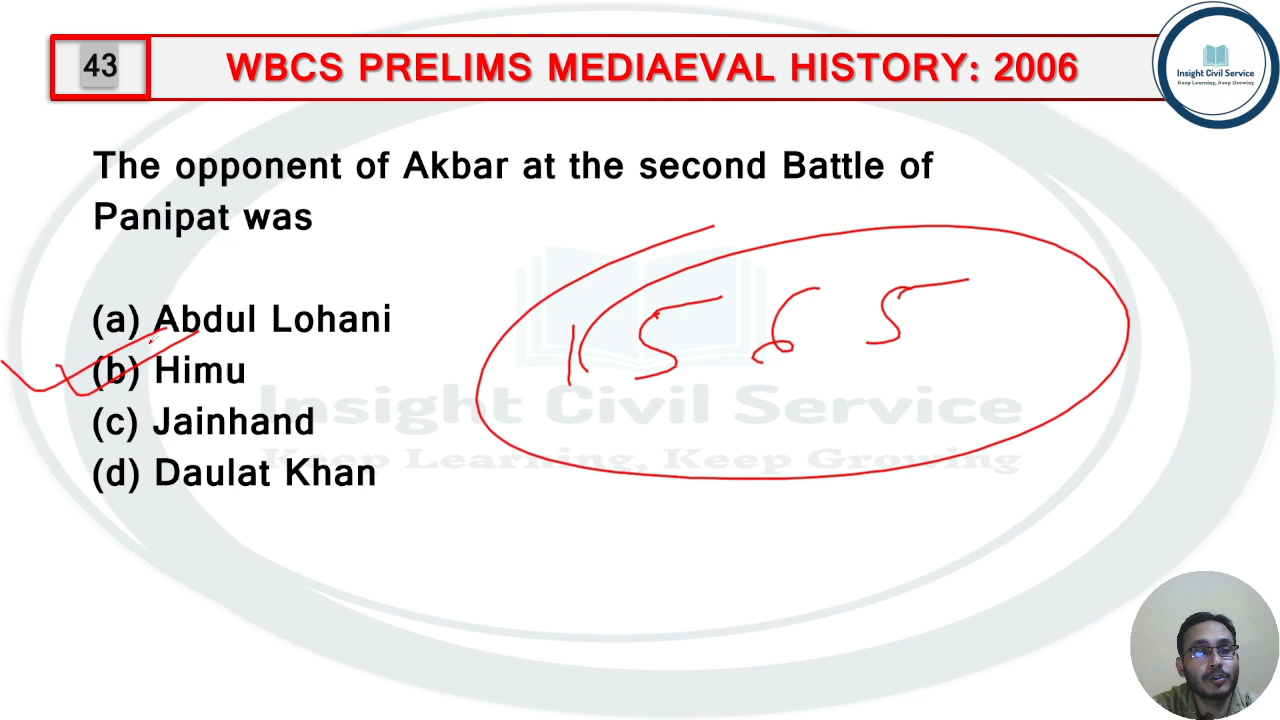 43
WBCS PRELIMS MEDIAEVAL HISTORY: 2006
Insight Civil Service
Keep Learning, Keep Growing
The opponent of Akbar at the second Battle of
Panipat was
(a) Abdul Lohani
(b) Himu
(c) Jainhand
(d) Daulat Khan
1565
Insight Civil Service
Keep Learning, Keep Growing